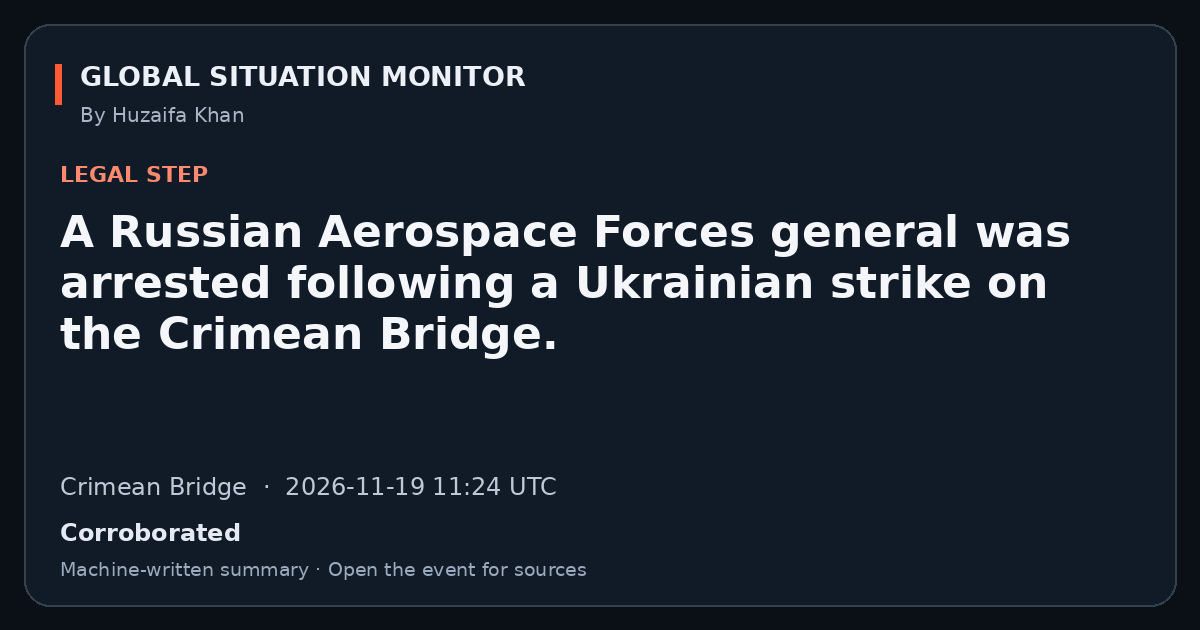 GLOBAL SITUATION MONITOR
By Huzaifa Khan
LEGAL STEP
A Russian Aerospace Forces general was
arrested following a Ukrainian strike on
the Crimean Bridge.
Crimean Bridge · 2026-11-19 11:24 UTC
Corroborated
Machine-written summary · Open the event for sources